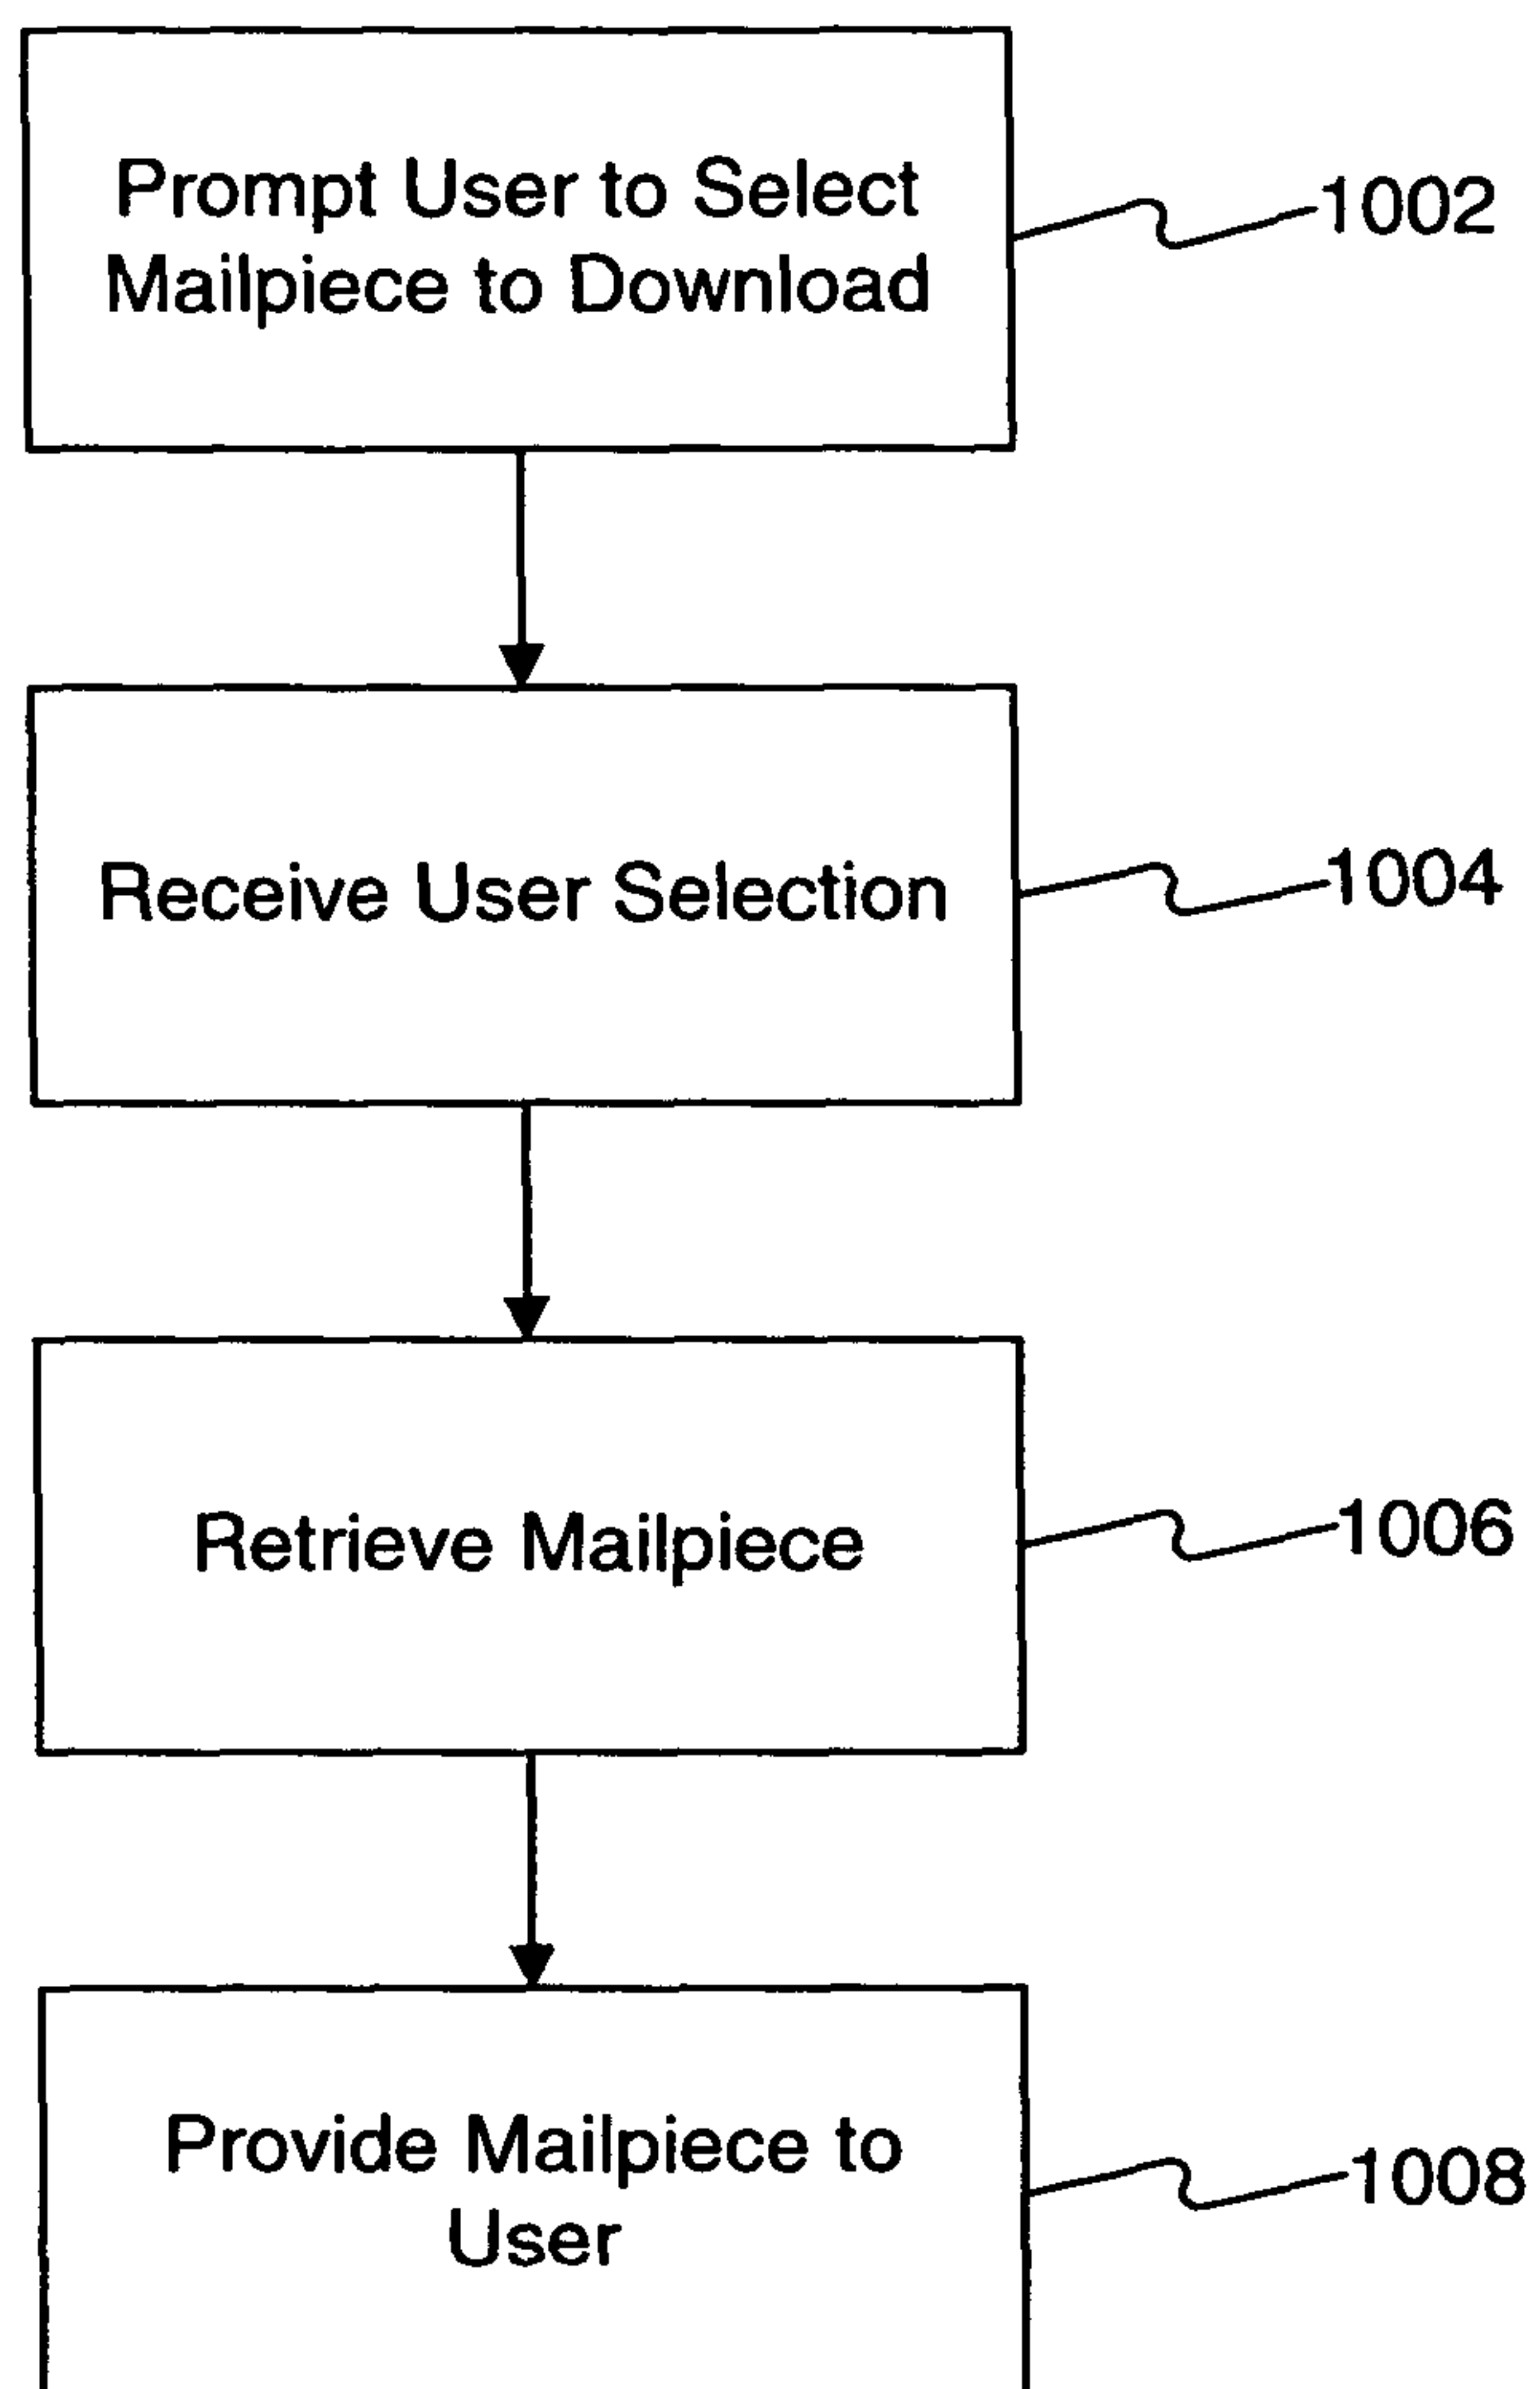 Prompt User to Select
Mailpiece to Download
1002
Receive User Selection
1004
Retrieve Mailpiece
1006
Provide Mailpiece to
User
1008